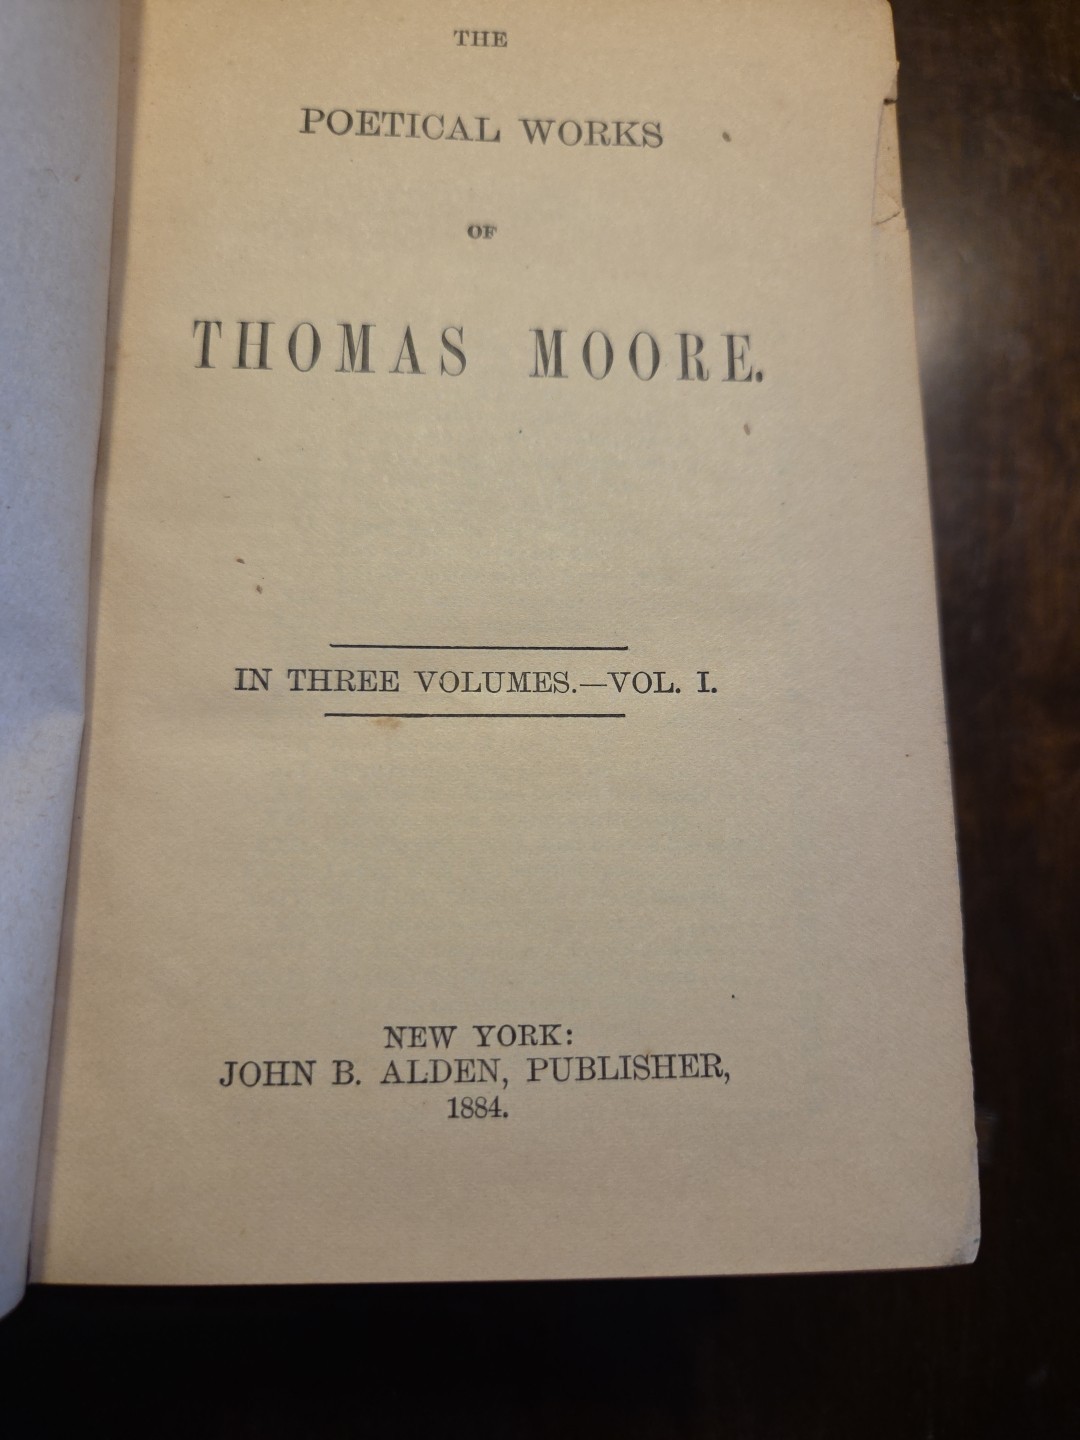 THE
POETICAL WORKS
OF
THOMAS MOORE.
IN THREE VOLUMES.—VOL. I.
NEW YORK:
JOHN B. ALDEN, PUBLISHER,
1884.